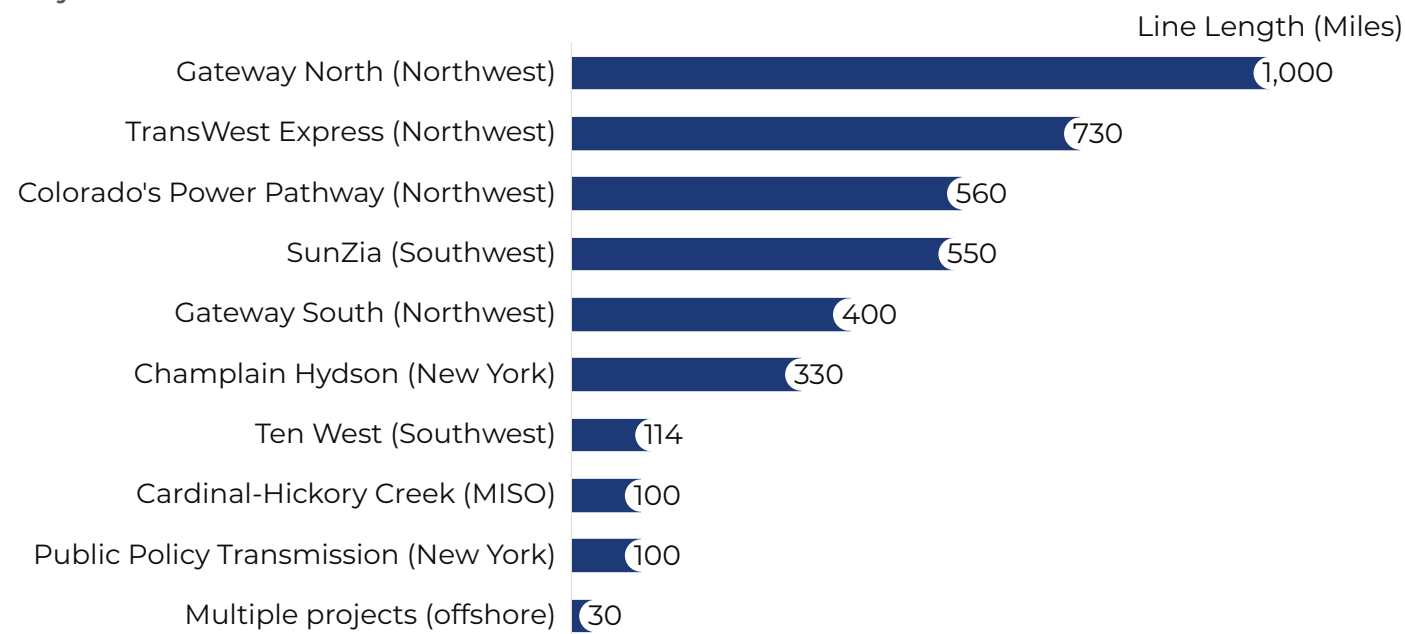 Line Length (Miles)
Gateway North (Northwest) 1,000
TransWest Express (Northwest) 730
Colorado's Power Pathway (Northwest) 560
SunZia (Southwest) 550
Gateway South (Northwest) 400
Champlain Hydson (New York) 330
Ten West (Southwest) 114
Cardinal-Hickory Creek (MISO) 100
Public Policy Transmission (New York) 100
Multiple projects (offshore) 30